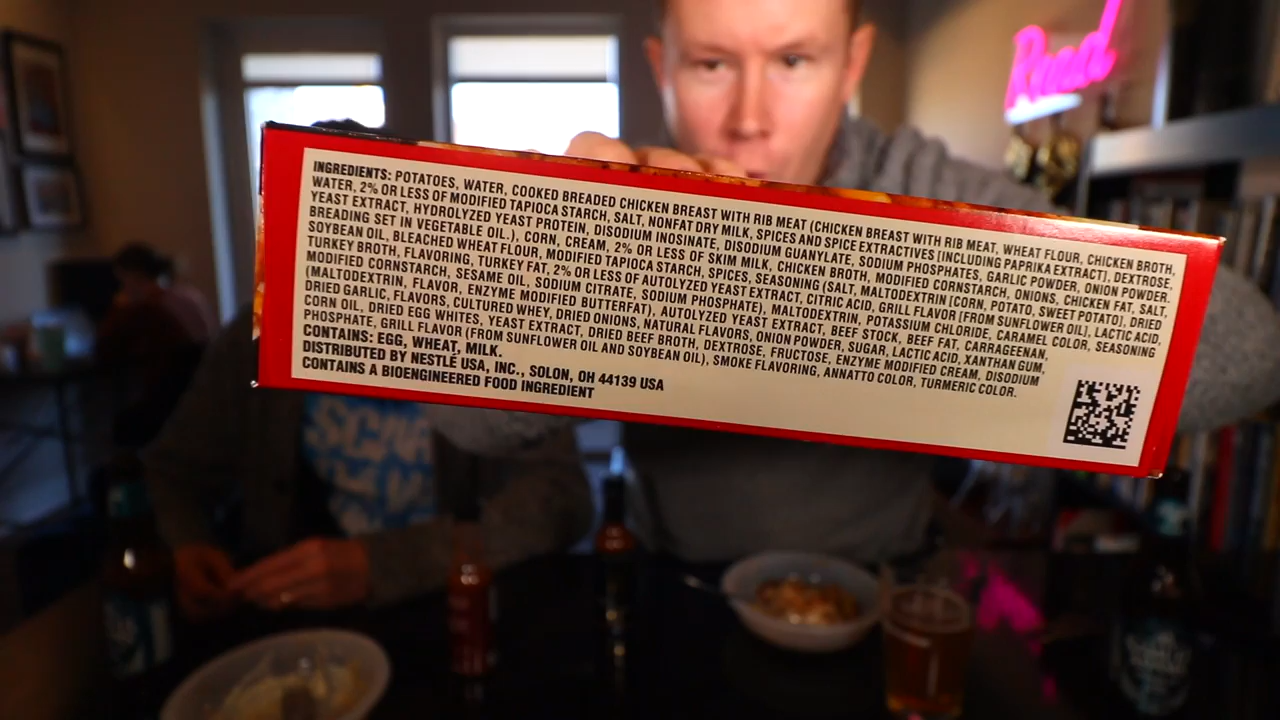 INGREDIENTS: POTATOES, WATER, COOKED BREADED CHICKEN BREAST WITH RIB MEAT (CHICKEN BREAST WITH RIB MEAT, WHEAT FLOUR, CHICKEN BROTH,
WATER, 2% OR LESS OF MODIFIED TAPIOCA STARCH, SALT, NONFAT DRY MILK, SPICES AND SPICE EXTRACTIVES [INCLUDING PAPRIKA EXTRACT], DEXTROSE,
YEAST EXTRACT, HYDROLYZED YEAST PROTEIN, DISODIUM INOSINATE, DISODIUM GUANYLATE, SODIUM PHOSPHATES, GARLIC POWDER, ONION POWDER.
BREADING SET IN VEGETABLE OIL.), CORN, CREAM, 2% OR LESS OF SKIM MILK, CHICKEN BROTH, MODIFIED CORNSTARCH, ONIONS, CHICKEN FAT, SALT,
SOYBEAN OIL, BLEACHED WHEAT FLOUR, MODIFIED TAPIOCA STARCH, SPICES, SEASONING (SALT, MALTODEXTRIN [CORN, POTATO, SWEET POTATO], DRIED
TURKEY BROTH, FLAVORING, TURKEY FAT, 2% OR LESS OF AUTOLYZED YEAST EXTRACT, CITRIC ACID, GRILL FLAVOR [FROM SUNFLOWER OIL], LACTIC ACID,
MODIFIED CORNSTARCH, SESAME OIL, SODIUM CITRATE, SODIUM PHOSPHATE), MALTODEXTRIN, POTASSIUM CHLORIDE, CARAMEL COLOR, SEASONING
(MALTODEXTRIN, FLAVOR, ENZYME MODIFIED BUTTERFAT), AUTOLYZED YEAST EXTRACT, BEEF STOCK, BEEF FAT, CARRAGEENAN,
DRIED GARLIC, FLAVORS, CULTURED WHEY, DRIED ONIONS, NATURAL FLAVORS, ONION POWDER, SUGAR, LACTIC ACID, XANTHAN GUM,
CORN OIL, DRIED EGG WHITES, YEAST EXTRACT, DRIED BEEF BROTH, DEXTROSE, FRUCTOSE, ENZYME MODIFIED CREAM, DISODIUM
PHOSPHATE, GRILL FLAVOR (FROM SUNFLOWER OIL AND SOYBEAN OIL), SMOKE FLAVORING, ANNATTO COLOR, TURMERIC COLOR.
CONTAINS: EGG, WHEAT, MILK.
DISTRIBUTED BY NESTLÉ USA, INC., SOLON, OH 44139 USA
CONTAINS A BIOENGINEERED FOOD INGREDIENT